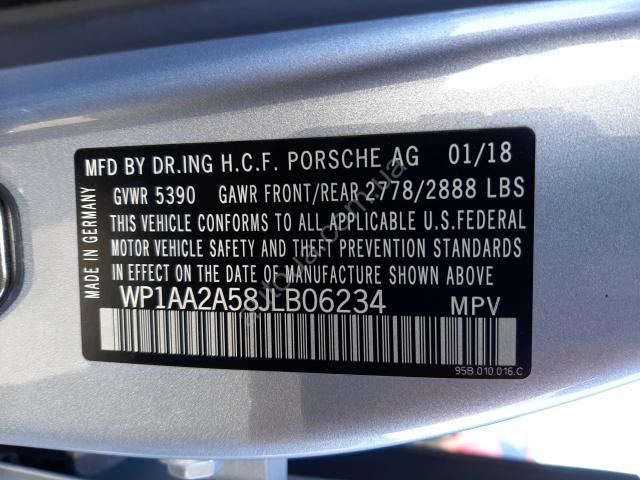 MFD BY DR.ING H.C.F. PORSCHE AG 01/18
GVWR 5390 GAWR FRONT/REAR 2778/2888 LBS
THIS VEHICLE CONFORMS TO ALL APPLICABLE U.S.FEDERAL
MOTOR VEHICLE SAFETY AND THEFT PREVENTION STANDARDS
IN EFFECT ON THE DATE OF MANUFACTURE SHOWN ABOVE
WP1AA2A58JLB06234 MPV
95B.010.016.C
MADE IN GERMANY